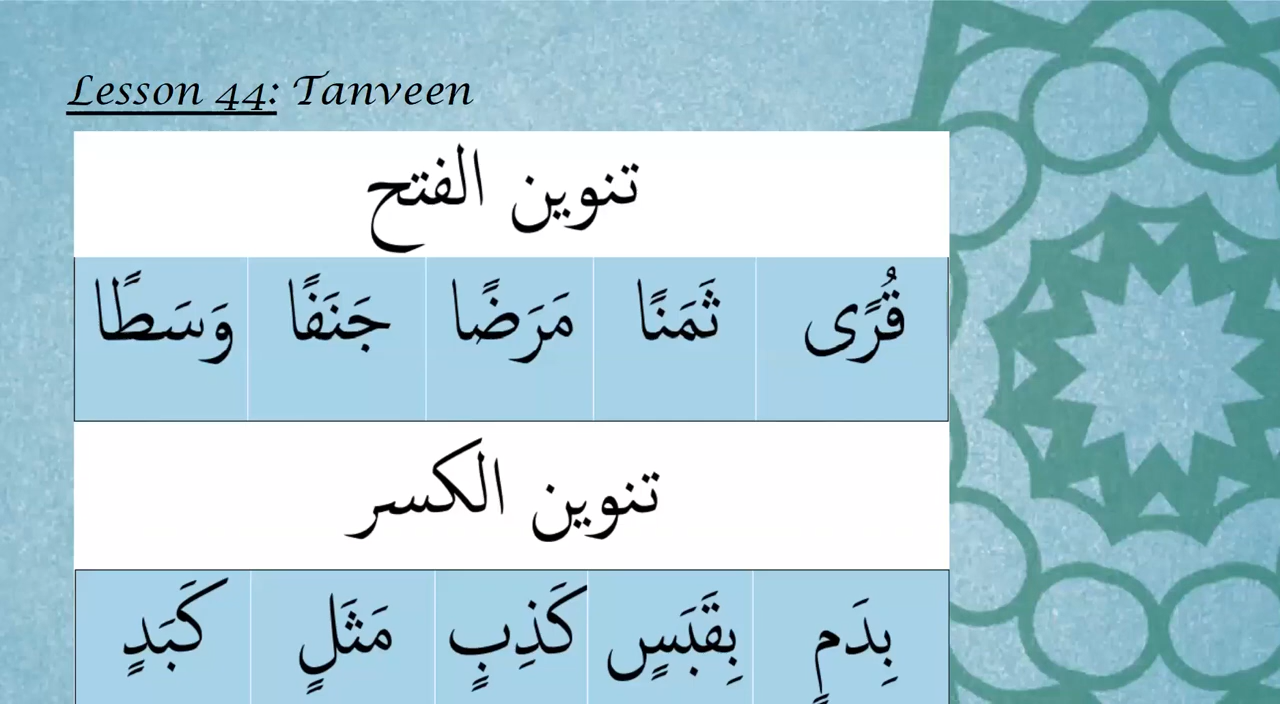 Lesson 44: Tanveen
تنوين الفتح
قُرًى ثَمَنًا مَرَضًا جَنَفًا وَسَطًا
تنوين الكسر
بِدَمٍ بِقَبَسٍ كَذِبٍ مَثَلٍ كَبَدٍ